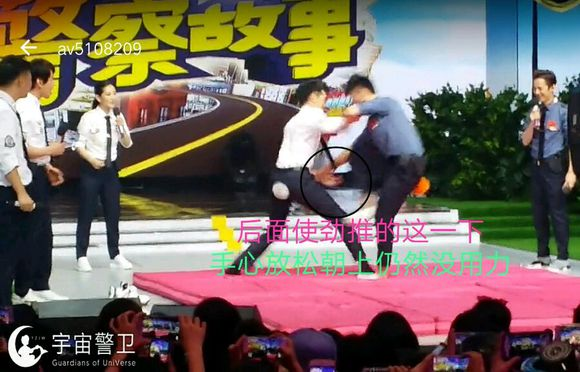 警察故事
av5108209
后面使劲推的这一下
手心放松朝上仍然没用力
宇宙警卫
Guardians of UniVerse